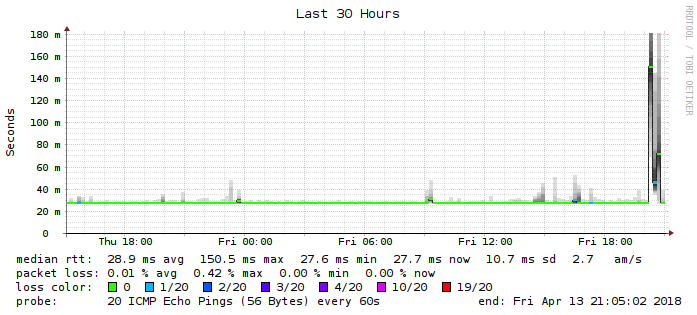 Last 30 Hours
RRDTOOL / TOBI OETIKER
Seconds
180 m
160 m
140 m
120 m
100 m
80 m
60 m
40 m
20 m
0
Thu 18:00 Fri 00:00 Fri 06:00 Fri 12:00 Fri 18:00
median rtt: 28.9 ms avg 150.5 ms max 27.6 ms min 27.7 ms now 10.7 ms sd 2.7 am/s
packet loss: 0.01 % avg 0.42 % max 0.00 % min 0.00 % now
loss color: 0 1/20 2/20 3/20 4/20 10/20 19/20
probe: 20 ICMP Echo Pings (56 Bytes) every 60s end: Fri Apr 13 21:05:02 2018